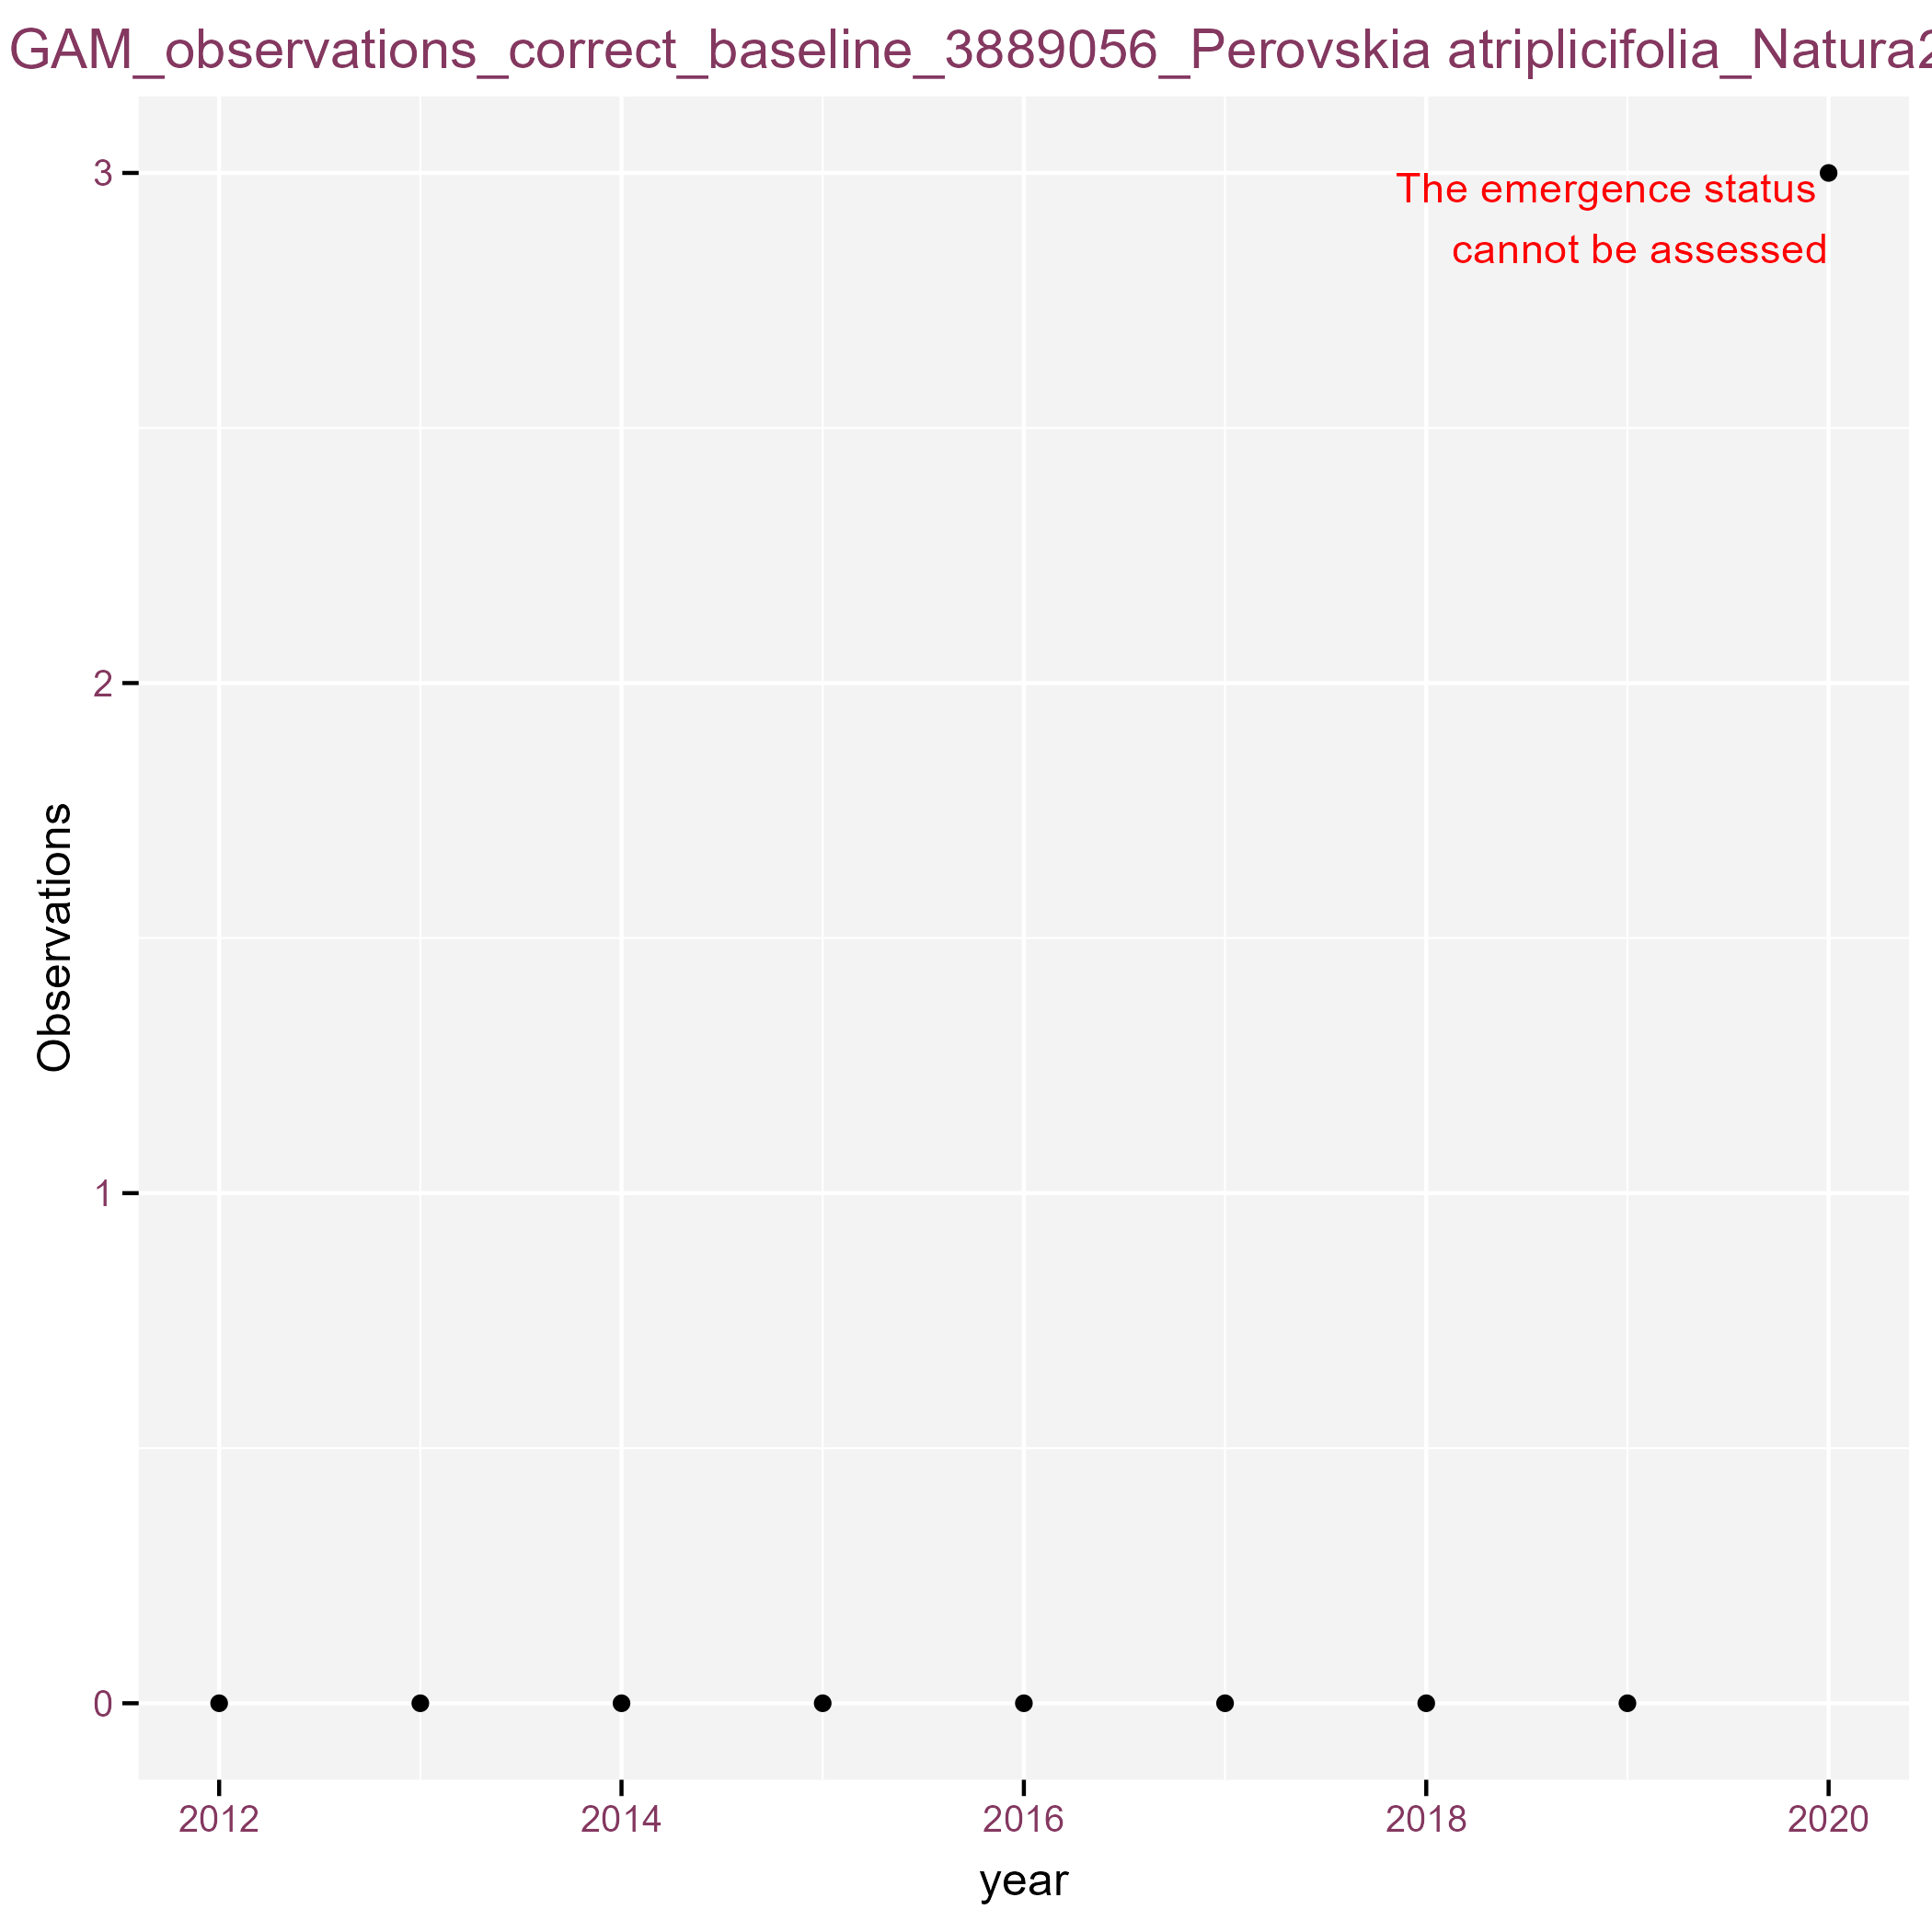 GAM_observations_correct_baseline_3889056_Perovskia atriplicifolia_Natura2
3
The emergence status
cannot be assessed
2
Observations
1
0
2012 2014 2016 2018 2020
year